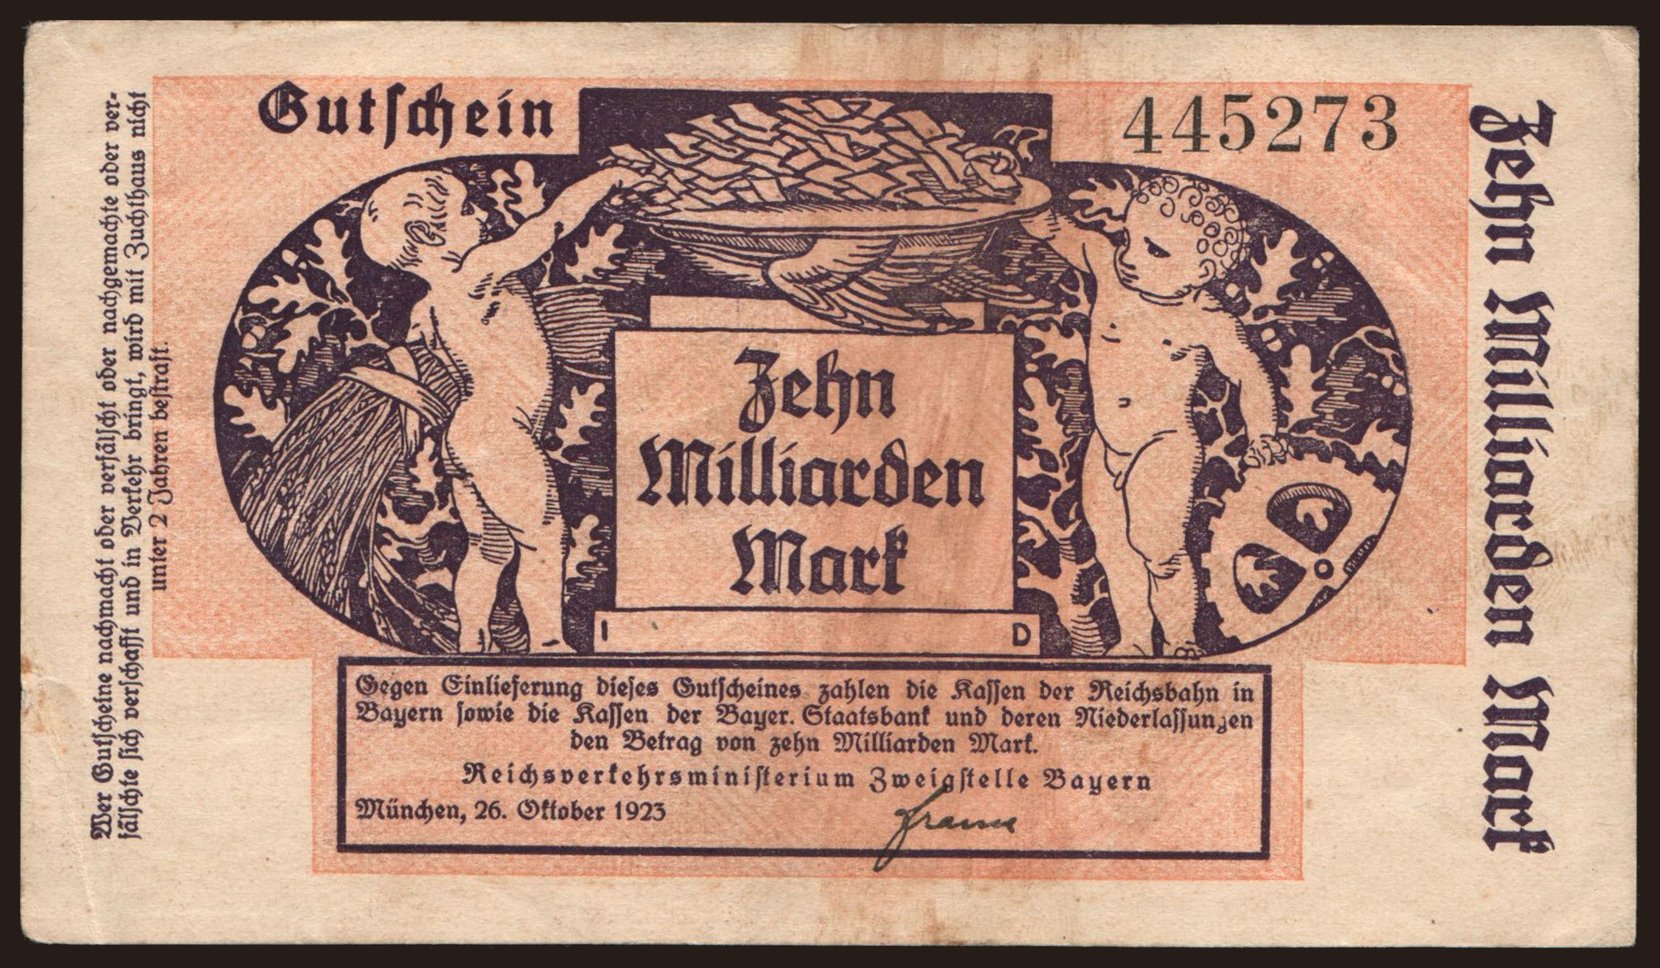 Gutschein
445273
Zehn
Milliarden
Mark
I D
Gegen Einlieferung dieses Gutscheines zahlen die Kassen der Reichsbahn in
Bayern sowie die Kassen der Bayer. Staatsbank und deren Niederlassungen
den Betrag von zehn Milliarden Mark.
Reichsverkehrsministerium Zweigstelle Bayern
München, 26. Oktober 1923
Wer Gutscheine nachmacht oder verfälscht oder nachgemachte oder ver-
fälschte sich verschafft und in Verkehr bringt, wird mit Zuchthaus nicht
unter 2 Jahren bestraft.
Zehn Milliarden Mark